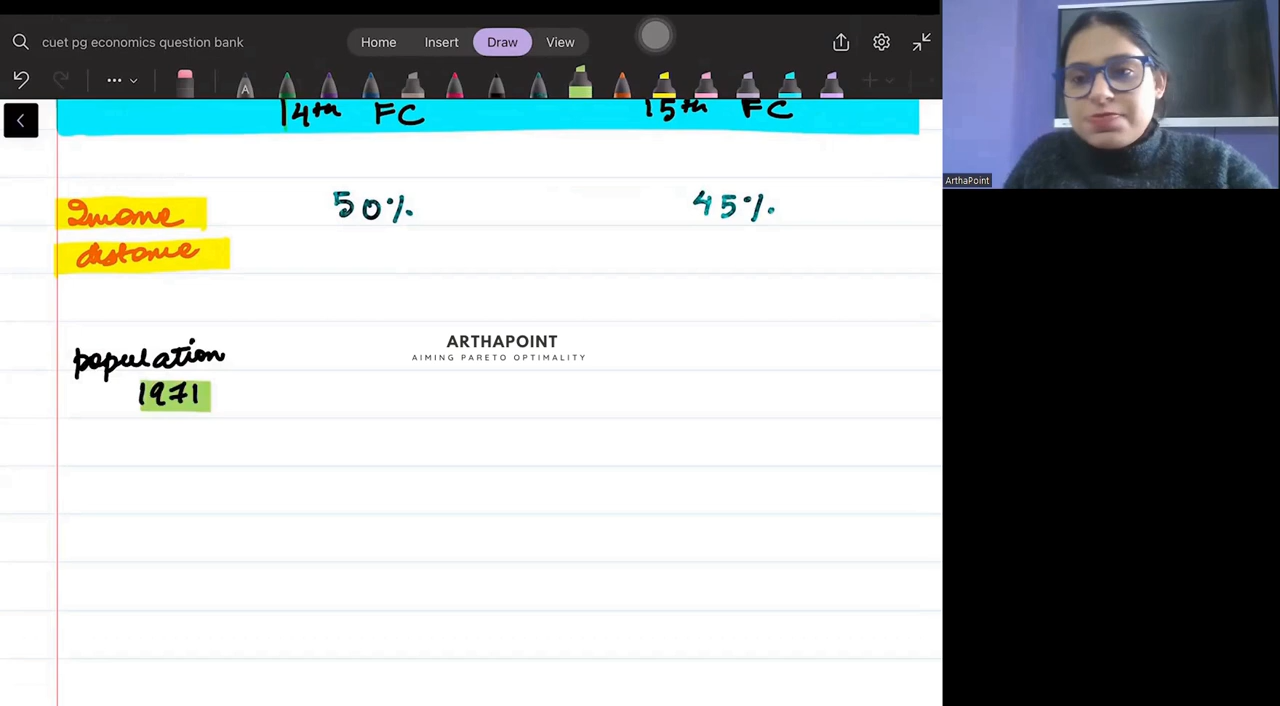 cuet pg economics question bank
Home Insert Draw View
A
14th FC 15th FC
ArthaPoint
Income 50% 45%
distance
ARTHAPOINT
AIMING PARETO OPTIMALITY
population
1971